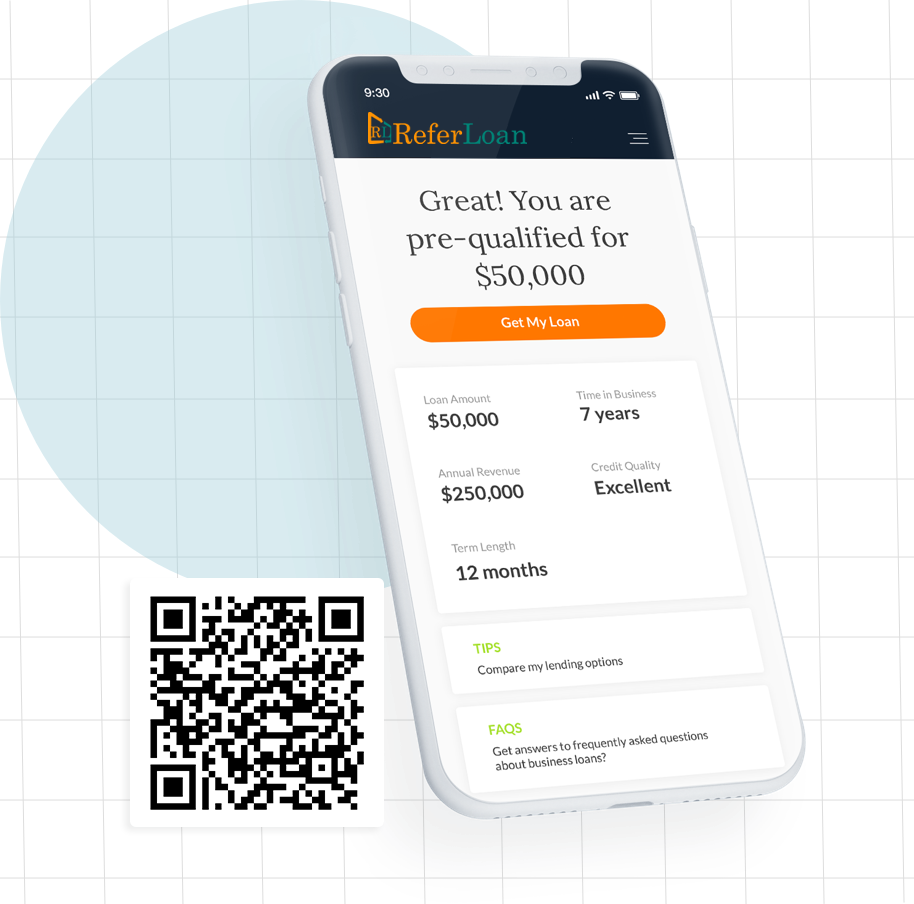 9:30
RL ReferLoan
Great! You are
pre-qualified for
$50,000
Get My Loan
Loan Amount
$50,000
Time in Business
7 years
Annual Revenue
$250,000
Credit Quality
Excellent
Term Length
12 months
TIPS
Compare my lending options
FAQS
Get answers to frequently asked questions
about business loans?